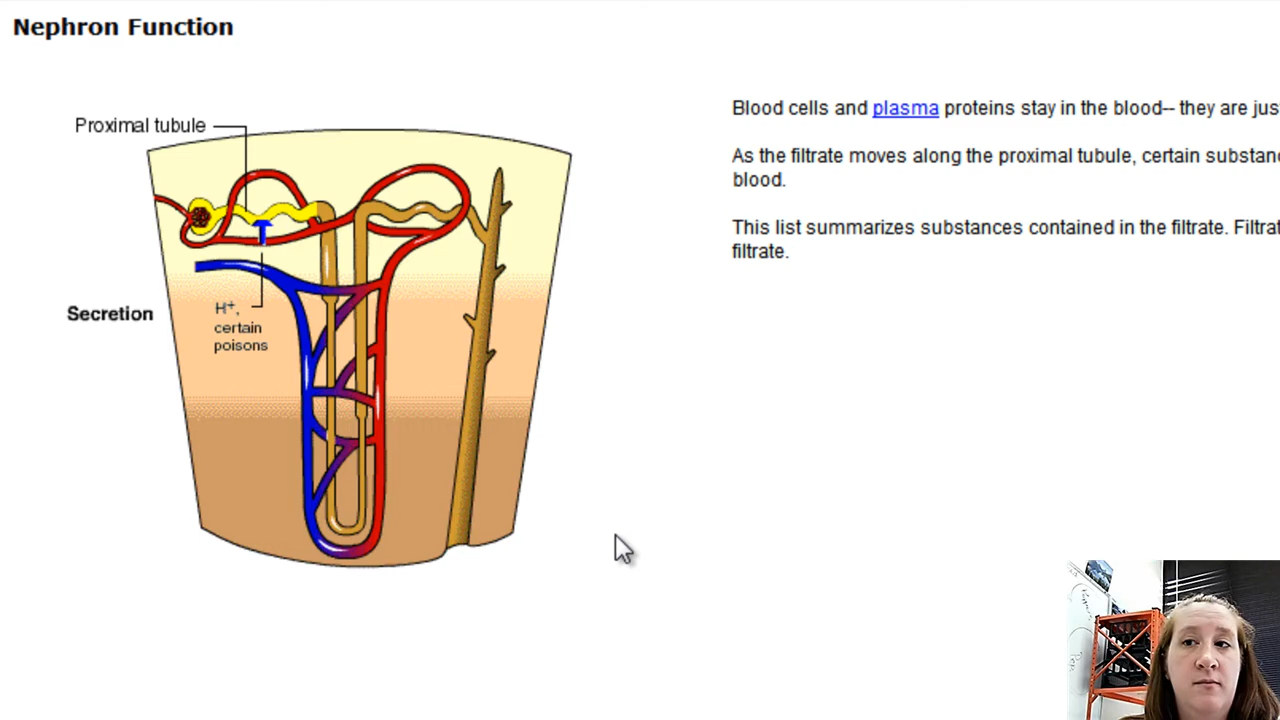 Nephron Function
Proximal tubule
Secretion
H⁺,
certain
poisons
Blood cells and plasma proteins stay in the blood-- they are jus
As the filtrate moves along the proximal tubule, certain substanc
blood.
This list summarizes substances contained in the filtrate. Filtrat
filtrate.